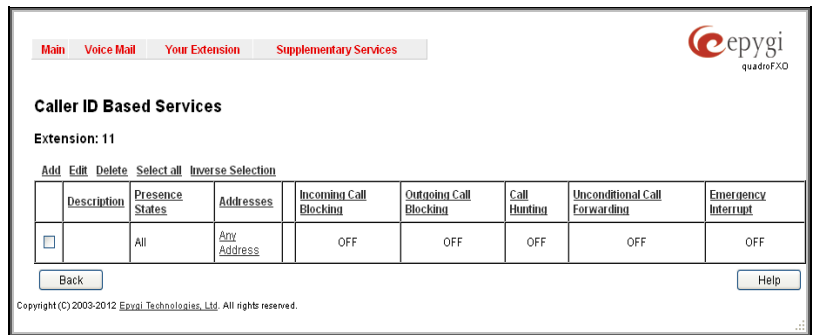 Main Voice Mail Your Extension Supplementary Services
epygi
quadroFXO
Caller ID Based Services
Extension: 11
Add Edit Delete Select all Inverse Selection
Description Presence States Addresses Incoming Call Blocking Outgoing Call Blocking Call Hunting Unconditional Call Forwarding Emergency Interrupt
All Any Address OFF OFF OFF OFF OFF
Back Help
Copyright (C) 2003-2012 Epygi Technologies, Ltd. All rights reserved.